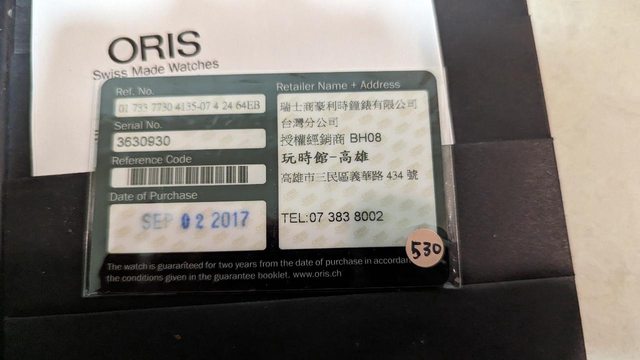 ORIS
Swiss Made Watches
Ref. No.
01 733 7730 4135-07 4 24 64EB
Serial No.
3630930
Reference Code
Date of Purchase
SEP 02 2017
Retailer Name + Address
瑞士商豪利時鐘錶有限公司
台灣分公司
授權經銷商 BH08
玩時館-高雄
高雄市三民區義華路 434 號
TEL:07 383 8002
530
The watch is guaranteed for two years from the date of purchase in accordan
the conditions given in the guarantee booklet. www.oris.ch